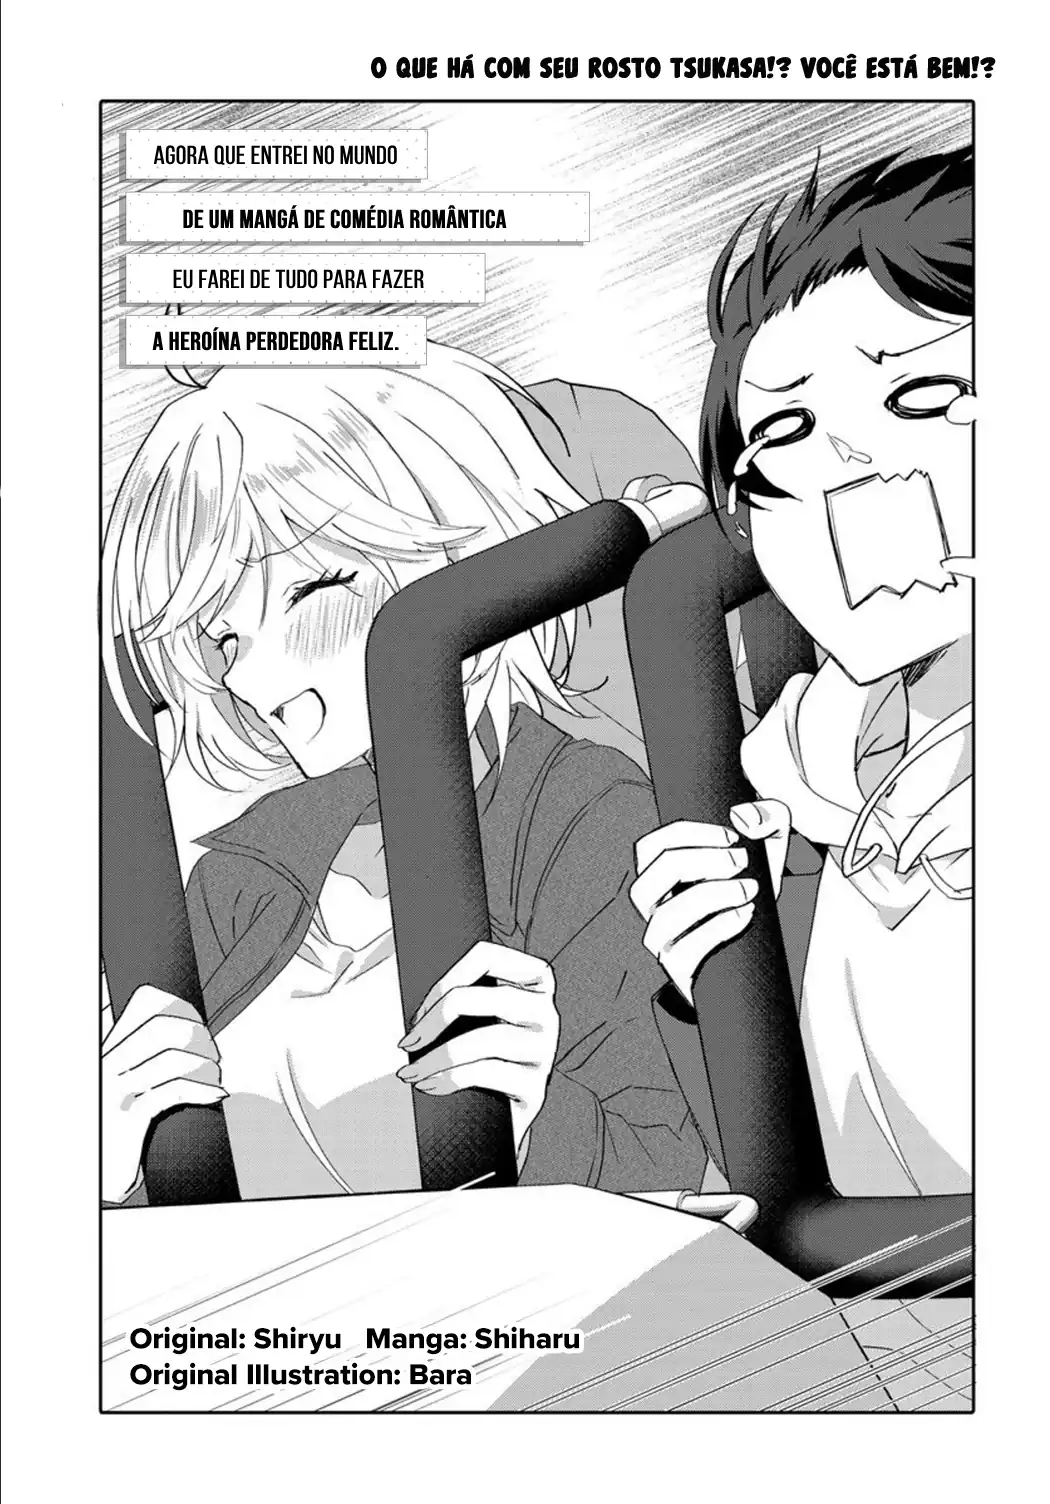 O QUE HÁ COM SEU ROSTO TSUKASA!? VOCÊ ESTÁ BEM!?
AGORA QUE ENTREI NO MUNDO
DE UM MANGÁ DE COMÉDIA ROMÂNTICA
EU FAREI DE TUDO PARA FAZER
A HEROÍNA PERDEDORA FELIZ.
Original: Shiryu Manga: Shiharu
Original Illustration: Bara